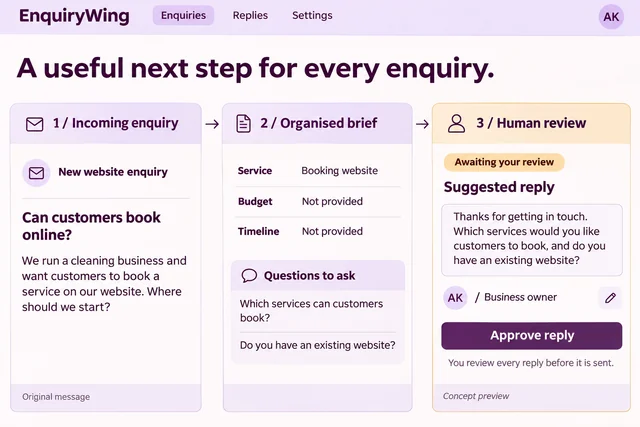 EnquiryWing
Enquiries
Replies
Settings
AK
A useful next step for every enquiry.
1 / Incoming enquiry
New website enquiry
Can customers book
online?
We run a cleaning business and
want customers to book a
service on our website. Where
should we start?
Original message
2 / Organised brief
Service
Booking website
Budget
Not provided
Timeline
Not provided
Questions to ask
Which services can customers
book?
Do you have an existing website?
3 / Human review
Awaiting your review
Suggested reply
Thanks for getting in touch.
Which services would you like
customers to book, and do you
have an existing website?
AK
/ Business owner
Approve reply
You review every reply before it is sent.
Concept preview